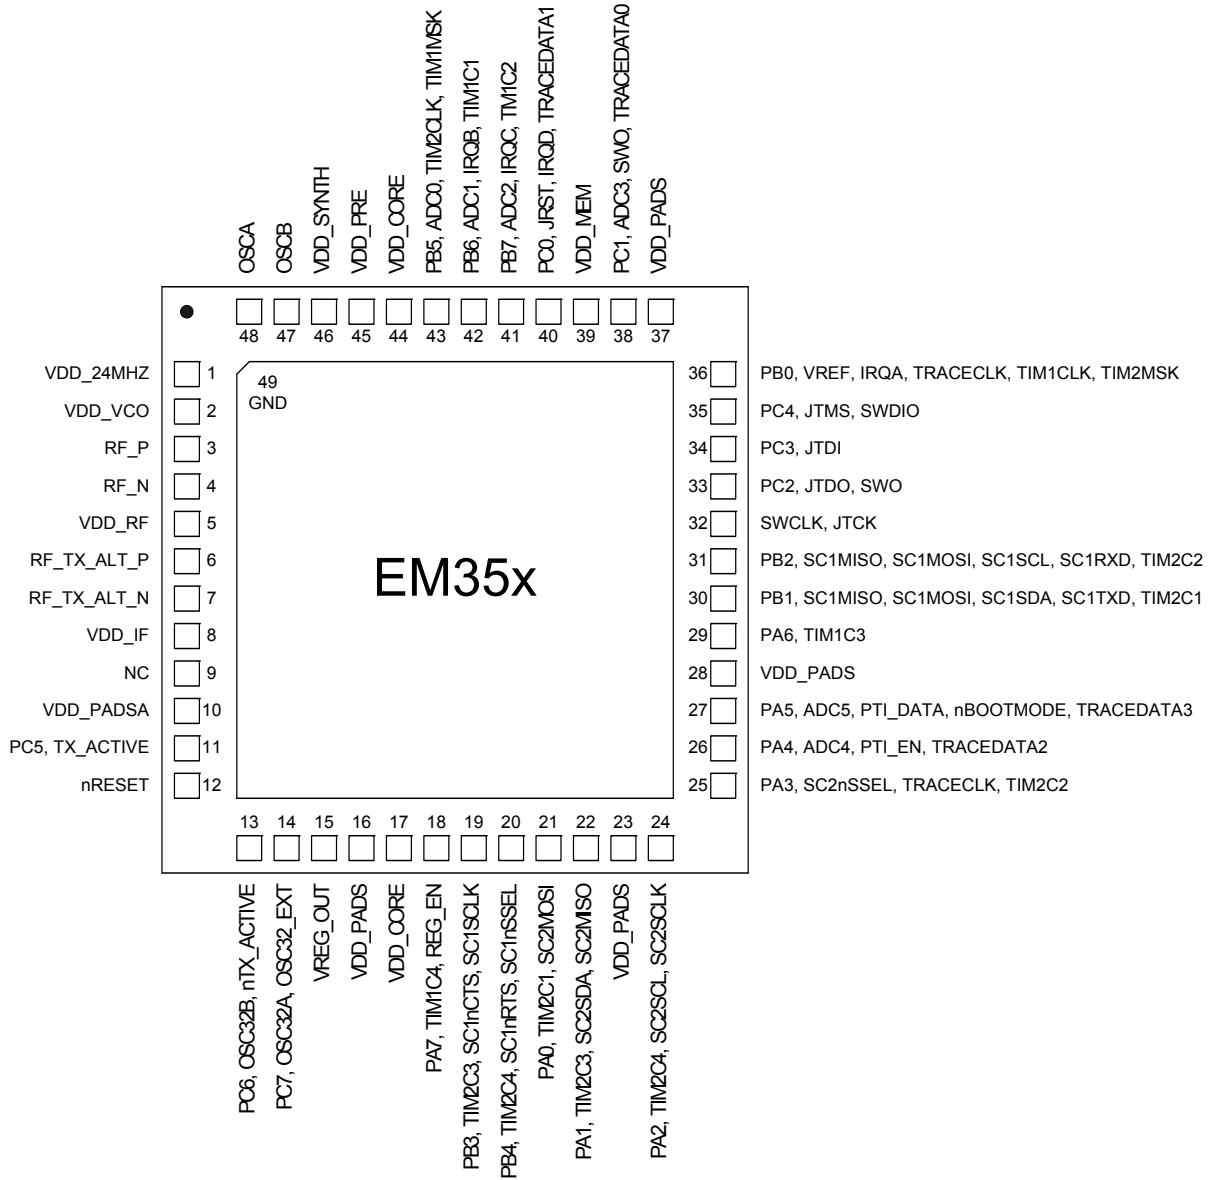 OSCA
OSCB
VDD_SYNTH
VDD_PRE
VDD_CORE
PB5, ADC0, TIM2CLK, TIM1MSK
PB6, ADC1, IRQB, TIM1C1
PB7, ADC2, IRQC, TM1C2
PC0, JRST, IRQD, TRACEDATA1
VDD_MEM
PC1, ADC3, SWO, TRACEDATA0
VDD_PADS
48 47 46 45 44 43 42 41 40 39 38 37
VDD_24MHZ 1
VDD_VCO 2
RF_P 3
RF_N 4
VDD_RF 5
RF_TX_ALT_P 6
RF_TX_ALT_N 7
VDD_IF 8
NC 9
VDD_PADSA 10
PC5, TX_ACTIVE 11
nRESET 12
49
GND
EM35x
36 PB0, VREF, IRQA, TRACECLK, TIM1CLK, TIM2MSK
35 PC4, JTMS, SWDIO
34 PC3, JTDI
33 PC2, JTDO, SWO
32 SWCLK, JTCK
31 PB2, SC1MISO, SC1MOSI, SC1SCL, SC1RXD, TIM2C2
30 PB1, SC1MISO, SC1MOSI, SC1SDA, SC1TXD, TIM2C1
29 PA6, TIM1C3
28 VDD_PADS
27 PA5, ADC5, PTI_DATA, nBOOTMODE, TRACEDATA3
26 PA4, ADC4, PTI_EN, TRACEDATA2
25 PA3, SC2nSSEL, TRACECLK, TIM2C2
13 14 15 16 17 18 19 20 21 22 23 24
PC6, OSC32B, nTX_ACTIVE
PC7, OSC32A, OSC32_EXT
VREG_OUT
VDD_PADS
VDD_CORE
PA7, TIM1C4, REG_EN
PB3, TIM2C3, SC1nCTS, SC1SCLK
PB4, TIM2C4, SC1nRTS, SC1nSSEL
PA0, TIM2C1, SC2MOSI
PA1, TIM2C3, SC2SDA, SC2MISO
VDD_PADS
PA2, TIM2C4, SC2SCL, SC2SCLK